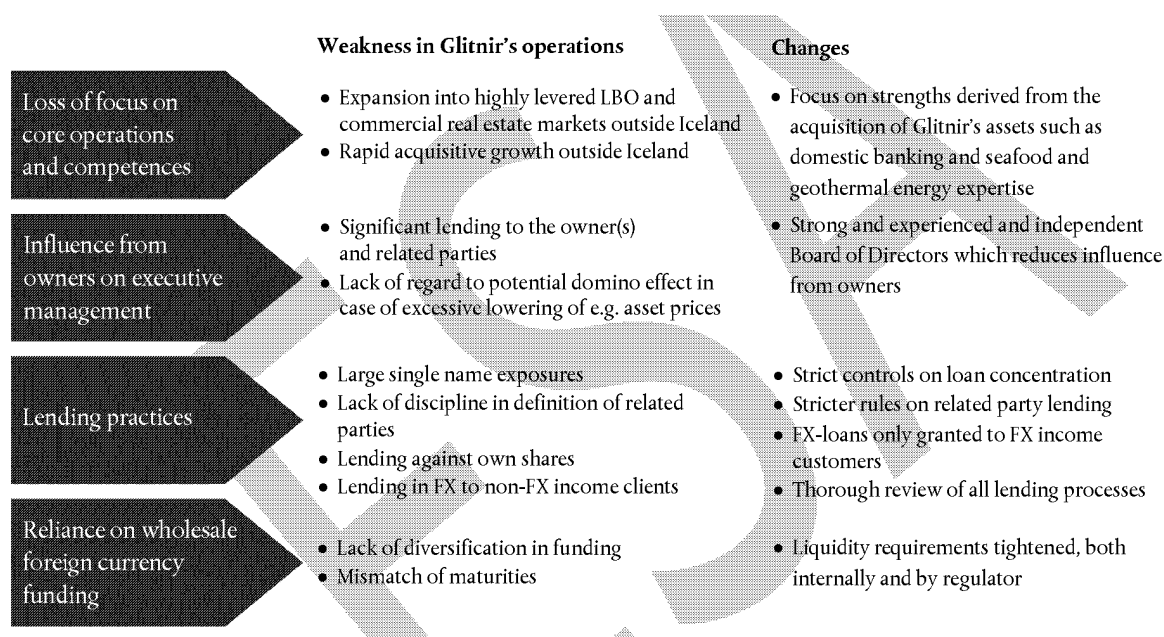 Weakness in Glitnir's operations
Changes
Loss of focus on
core operations
and competences
• Expansion into highly levered LBO and
commercial real estate markets outside Iceland
• Rapid acquisitive growth outside Iceland
• Focus on strengths derived from the
acquisition of Glitnir's assets such as
domestic banking and seafood and
geothermal energy expertise
Influence from
owners on executive
management
• Significant lending to the owner(s)
and related parties
• Lack of regard to potential domino effect in
case of excessive lowering of e.g. asset prices
• Strong and experienced and independent
Board of Directors which reduces influence
from owners
Lending practices
• Large single name exposures
• Lack of discipline in definition of related
parties
• Lending against own shares
• Lending in FX to non-FX income clients
• Strict controls on loan concentration
• Stricter rules on related party lending
• FX-loans only granted to FX income
customers
• Thorough review of all lending processes
Reliance on wholesale
foreign currency
funding
• Lack of diversification in funding
• Mismatch of maturities
• Liquidity requirements tightened, both
internally and by regulator